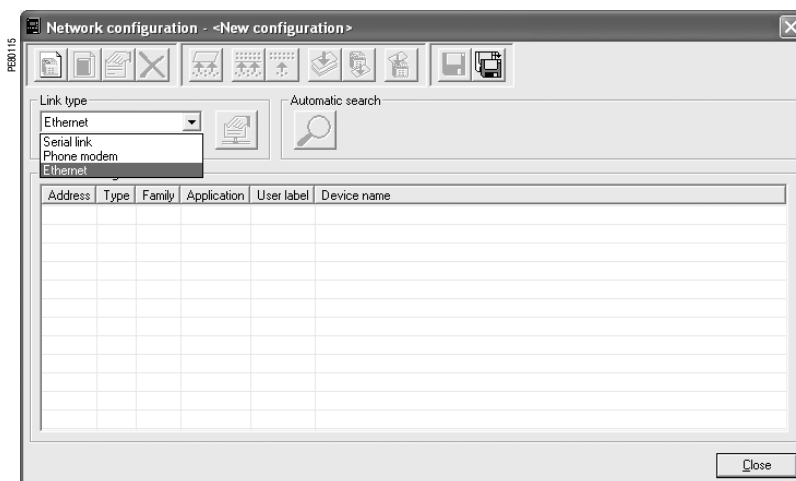 PE80115
Network configuration - <New configuration>
Link type
Automatic search
Ethernet
Serial link
Phone modem
Ethernet
Address Type Family Application User label Device name
Close